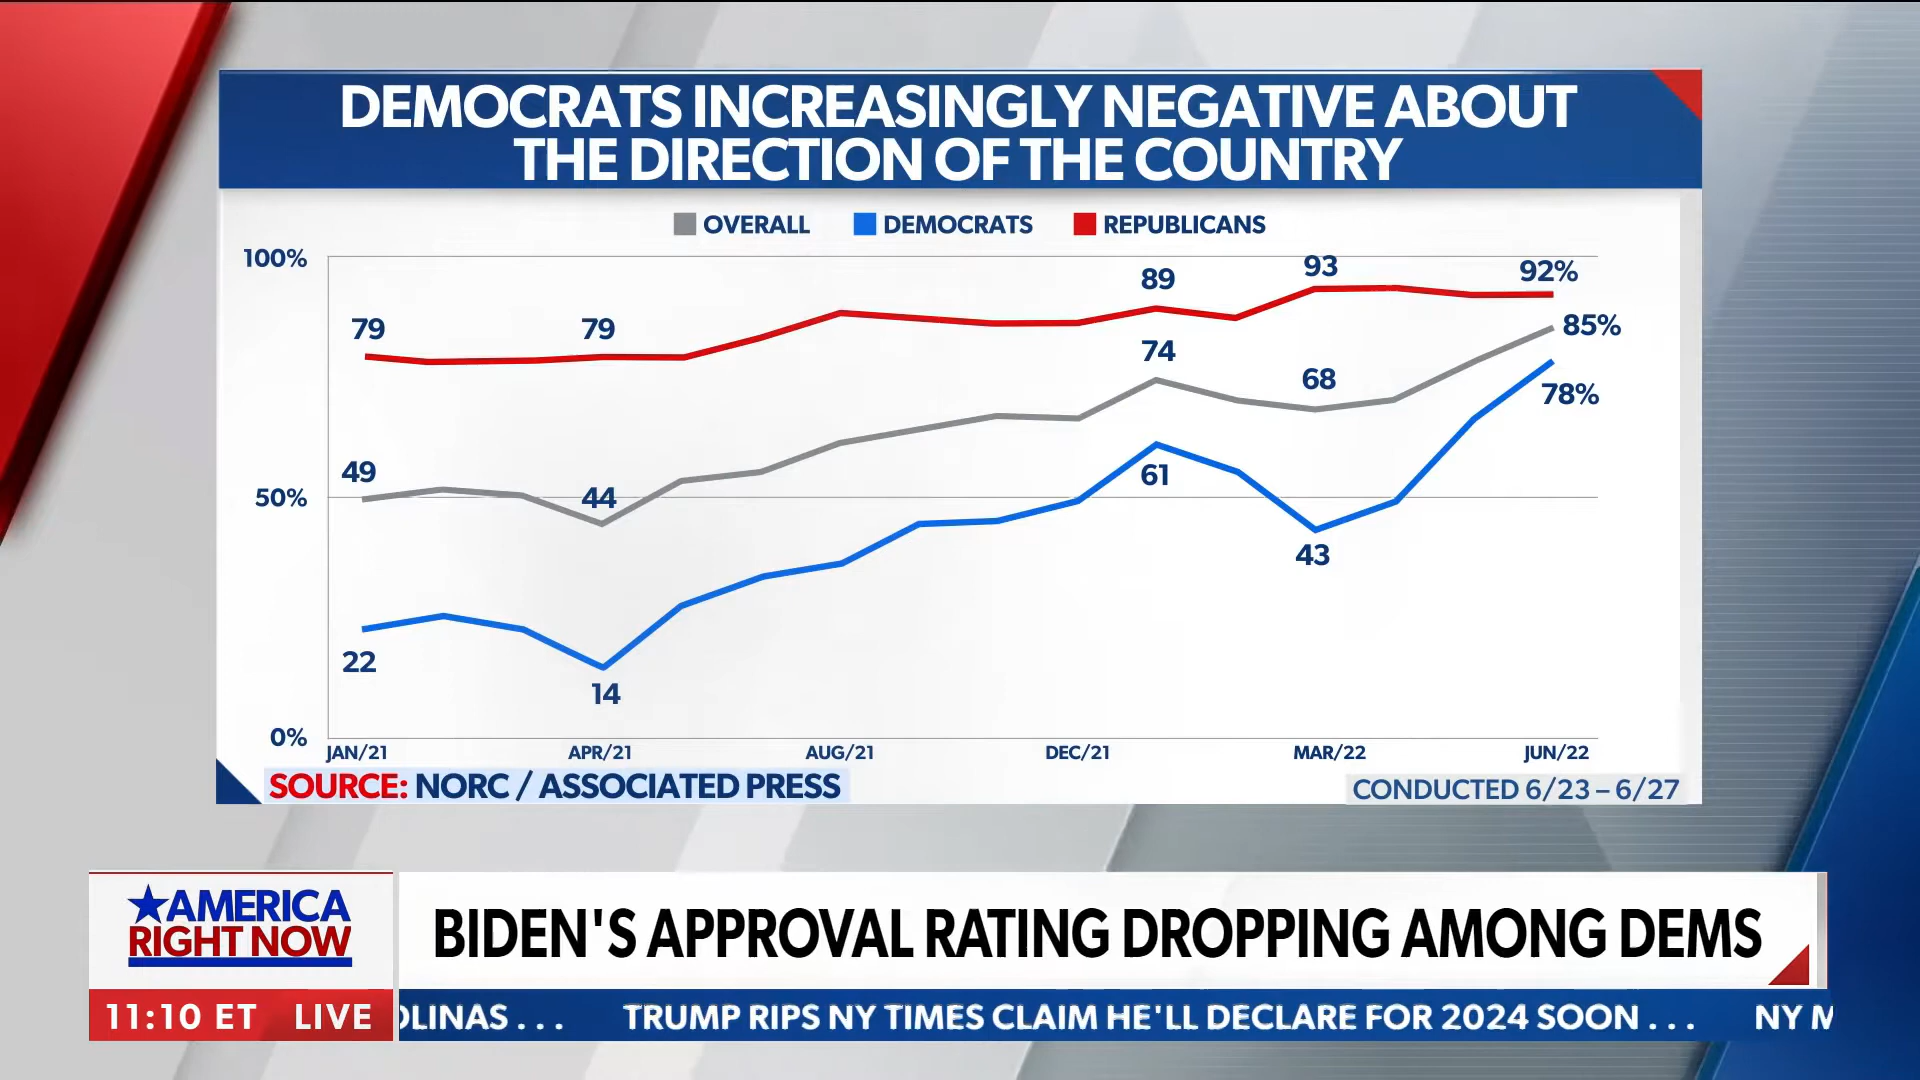 DEMOCRATS INCREASINGLY NEGATIVE ABOUT
THE DIRECTION OF THE COUNTRY
OVERALL DEMOCRATS REPUBLICANS
100%
50%
0%
79 79 89 93 92%
49 44 74 68 85%
22 14 61 43 78%
JAN/21 APR/21 AUG/21 DEC/21 MAR/22 JUN/22
SOURCE: NORC / ASSOCIATED PRESS
CONDUCTED 6/23 – 6/27
AMERICA
RIGHT NOW
BIDEN'S APPROVAL RATING DROPPING AMONG DEMS
11:10 ET LIVE
OLINAS . . . TRUMP RIPS NY TIMES CLAIM HE'LL DECLARE FOR 2024 SOON . . . NY M